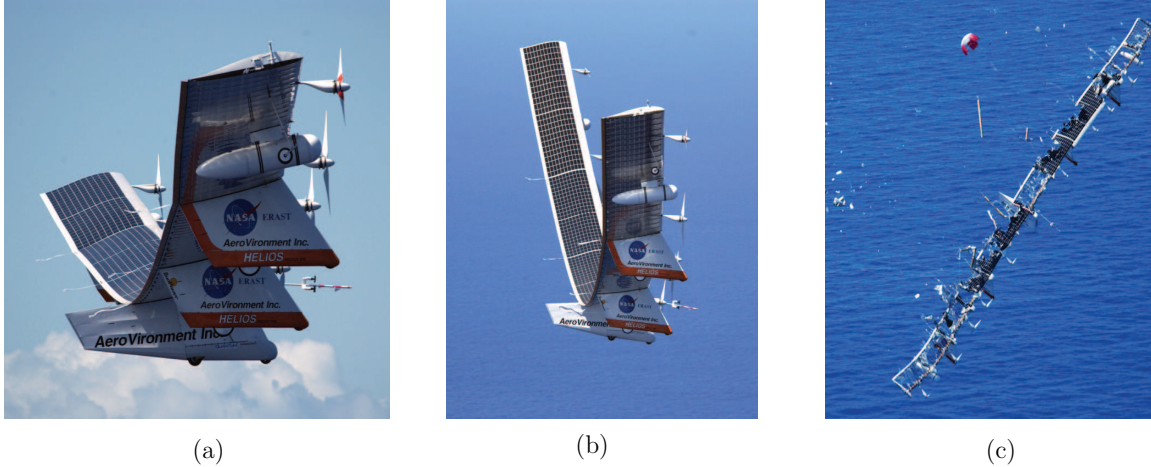 NASA ERAST
AeroVironment Inc.
HELIOS
NASA ERAST
AeroVironment Inc.
HELIOS
AeroVironment Inc.
NASA ERAST
AeroVironment Inc.
HELIOS
NASA ERAST
AeroVironment Inc.
HELIOS
AeroVironment
(a)
(b)
(c)